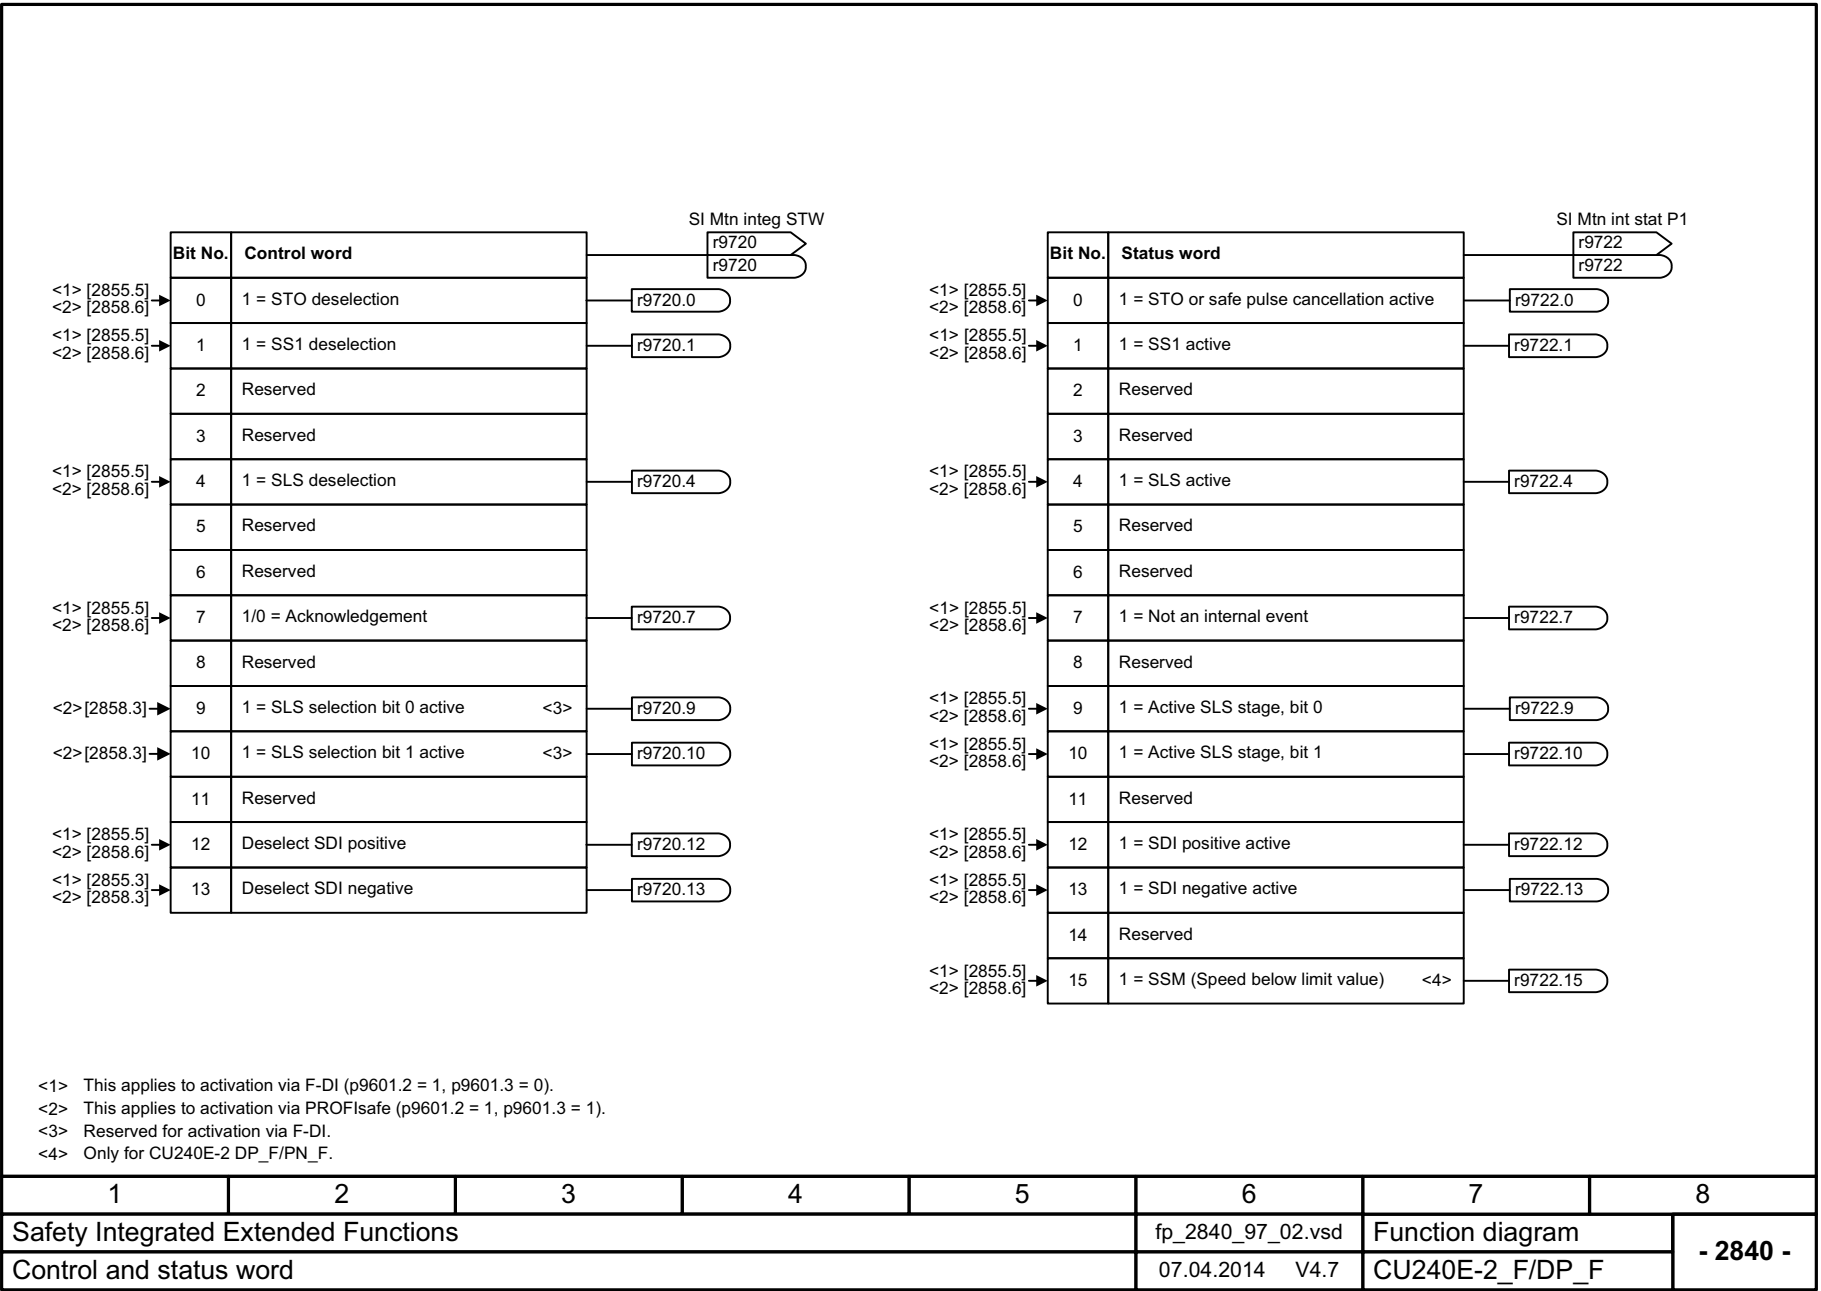 SI Mtn integ STW
r9720
r9720
Bit No. Control word
<1> [2855.5]
<2> [2858.6]
0 1 = STO deselection r9720.0
<1> [2855.5]
<2> [2858.6]
1 1 = SS1 deselection r9720.1
2 Reserved
3 Reserved
<1> [2855.5]
<2> [2858.6]
4 1 = SLS deselection r9720.4
5 Reserved
6 Reserved
<1> [2855.5]
<2> [2858.6]
7 1/0 = Acknowledgement r9720.7
8 Reserved
<2>[2858.3] 9 1 = SLS selection bit 0 active <3> r9720.9
<2>[2858.3] 10 1 = SLS selection bit 1 active <3> r9720.10
11 Reserved
<1> [2855.5]
<2> [2858.6]
12 Deselect SDI positive r9720.12
<1> [2855.3]
<2> [2858.3]
13 Deselect SDI negative r9720.13
SI Mtn int stat P1
r9722
r9722
Bit No. Status word
<1> [2855.5]
<2> [2858.6]
0 1 = STO or safe pulse cancellation active r9722.0
<1> [2855.5]
<2> [2858.6]
1 1 = SS1 active r9722.1
2 Reserved
3 Reserved
<1> [2855.5]
<2> [2858.6]
4 1 = SLS active r9722.4
5 Reserved
6 Reserved
<1> [2855.5]
<2> [2858.6]
7 1 = Not an internal event r9722.7
8 Reserved
<1> [2855.5]
<2> [2858.6]
9 1 = Active SLS stage, bit 0 r9722.9
<1> [2855.5]
<2> [2858.6]
10 1 = Active SLS stage, bit 1 r9722.10
11 Reserved
<1> [2855.5]
<2> [2858.6]
12 1 = SDI positive active r9722.12
<1> [2855.5]
<2> [2858.6]
13 1 = SDI negative active r9722.13
14 Reserved
<1> [2855.5]
<2> [2858.6]
15 1 = SSM (Speed below limit value) <4> r9722.15
<1> This applies to activation via F-DI (p9601.2 = 1, p9601.3 = 0).
<2> This applies to activation via PROFIsafe (p9601.2 = 1, p9601.3 = 1).
<3> Reserved for activation via F-DI.
<4> Only for CU240E-2 DP_F/PN_F.
1 2 3 4 5 6 7 8
Safety Integrated Extended Functions fp_2840_97_02.vsd Function diagram
- 2840 -
Control and status word 07.04.2014 V4.7 CU240E-2_F/DP_F